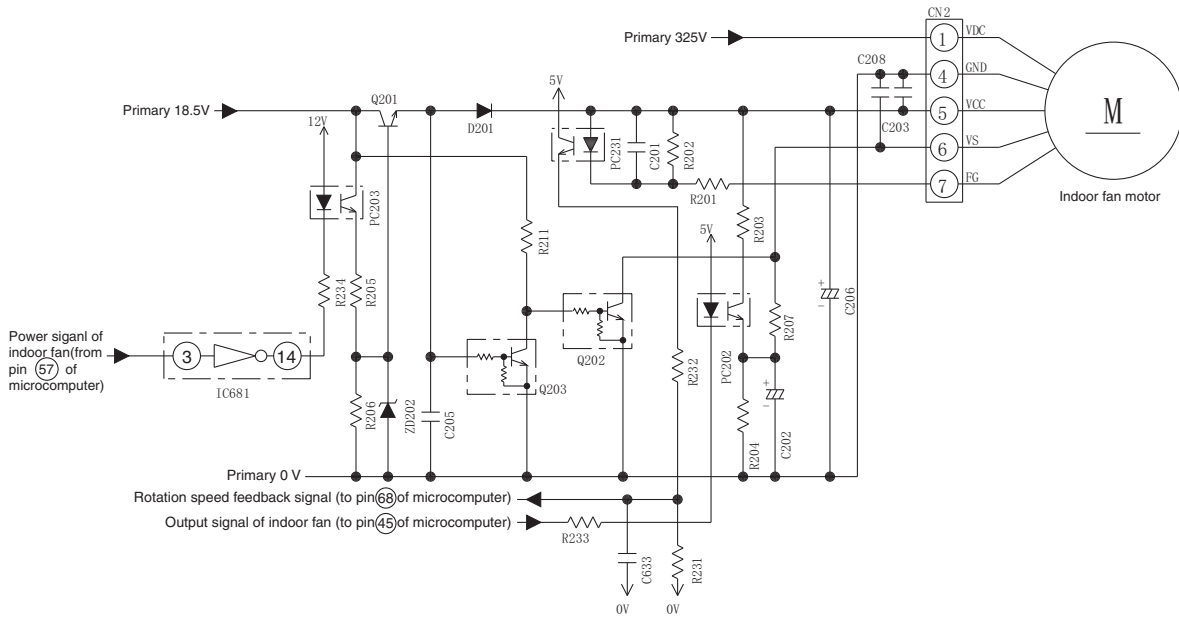 CN2
Primary 325V
1
VDC
C208
4
GND
5V
Q201
Primary 18.5V
12V
D201
5
VCC
C203
M
PC231
C201
R202
6
VS
R201
7
FG
Indoor fan motor
PC203
R211
R203
5V
R234
R205
C206
+
-
R207
Power siganl of
indoor fan(from
pin 57 of
microcomputer)
3
14
IC681
Q202
PC202
R232
Q203
+
-
R206
ZD202
C205
R204
C202
Primary 0 V
Rotation speed feedback signal (to pin 68 of microcomputer)
Output signal of indoor fan (to pin 45 of microcomputer)
R233
C633
R231
0V
0V